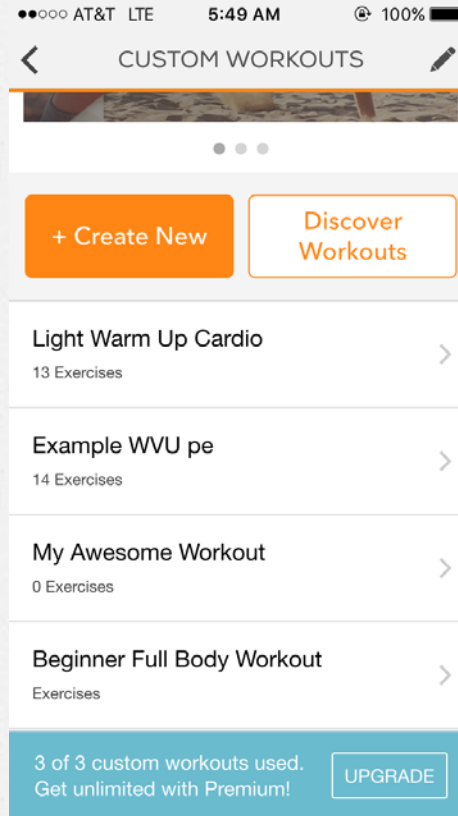 AT&T LTE 5:49 AM 100%
CUSTOM WORKOUTS
+ Create New
Discover
Workouts
Light Warm Up Cardio
13 Exercises
Example WVU pe
14 Exercises
My Awesome Workout
0 Exercises
Beginner Full Body Workout
Exercises
3 of 3 custom workouts used.
Get unlimited with Premium!
UPGRADE